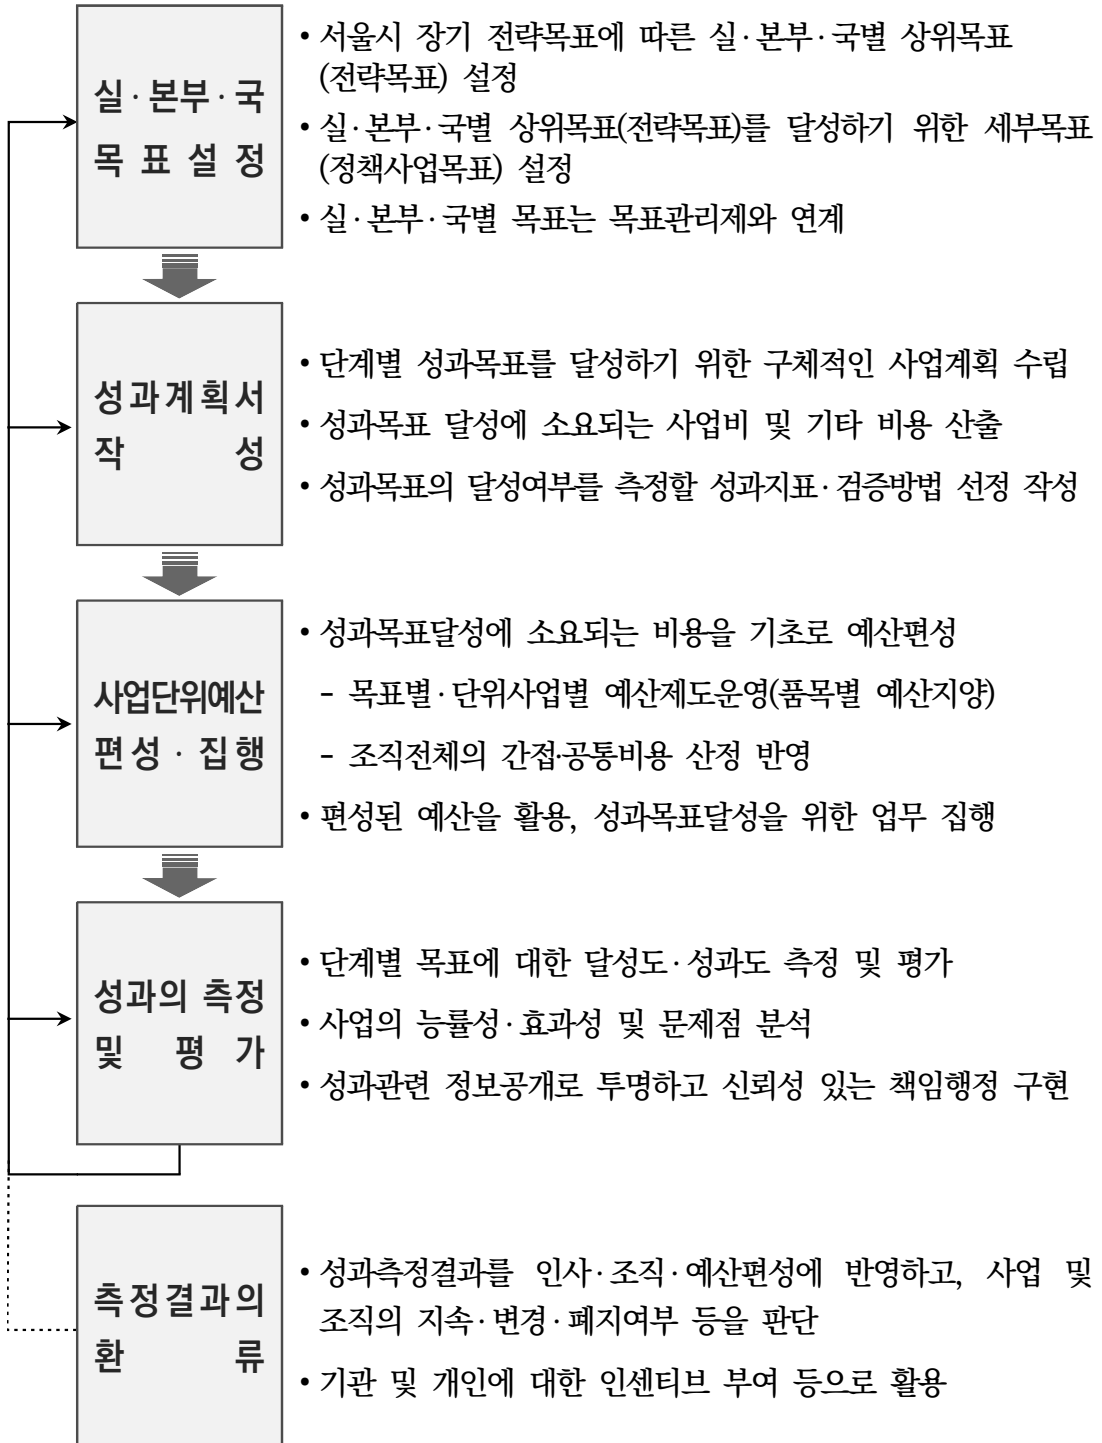 실·본부·국
목표설정
• 서울시 장기 전략목표에 따른 실·본부·국별 상위목표
(전략목표) 설정
• 실·본부·국별 상위목표(전략목표)를 달성하기 위한 세부목표
(정책사업목표) 설정
• 실·본부·국별 목표는 목표관리제와 연계
성과계획서
작 성
• 단계별 성과목표를 달성하기 위한 구체적인 사업계획 수립
• 성과목표 달성에 소요되는 사업비 및 기타 비용 산출
• 성과목표의 달성여부를 측정할 성과지표·검증방법 선정 작성
사업단위예산
편성·집행
• 성과목표달성에 소요되는 비용을 기초로 예산편성
- 목표별·단위사업별 예산제도운영(품목별 예산지양)
- 조직전체의 간접·공통비용 산정 반영
• 편성된 예산을 활용, 성과목표달성을 위한 업무 집행
성과의 측정
및 평가
• 단계별 목표에 대한 달성도·성과도 측정 및 평가
• 사업의 능률성·효과성 및 문제점 분석
• 성과관련 정보공개로 투명하고 신뢰성 있는 책임행정 구현
측정결과의
환 류
• 성과측정결과를 인사·조직·예산편성에 반영하고, 사업 및
조직의 지속·변경·폐지여부 등을 판단
• 기관 및 개인에 대한 인센티브 부여 등으로 활용